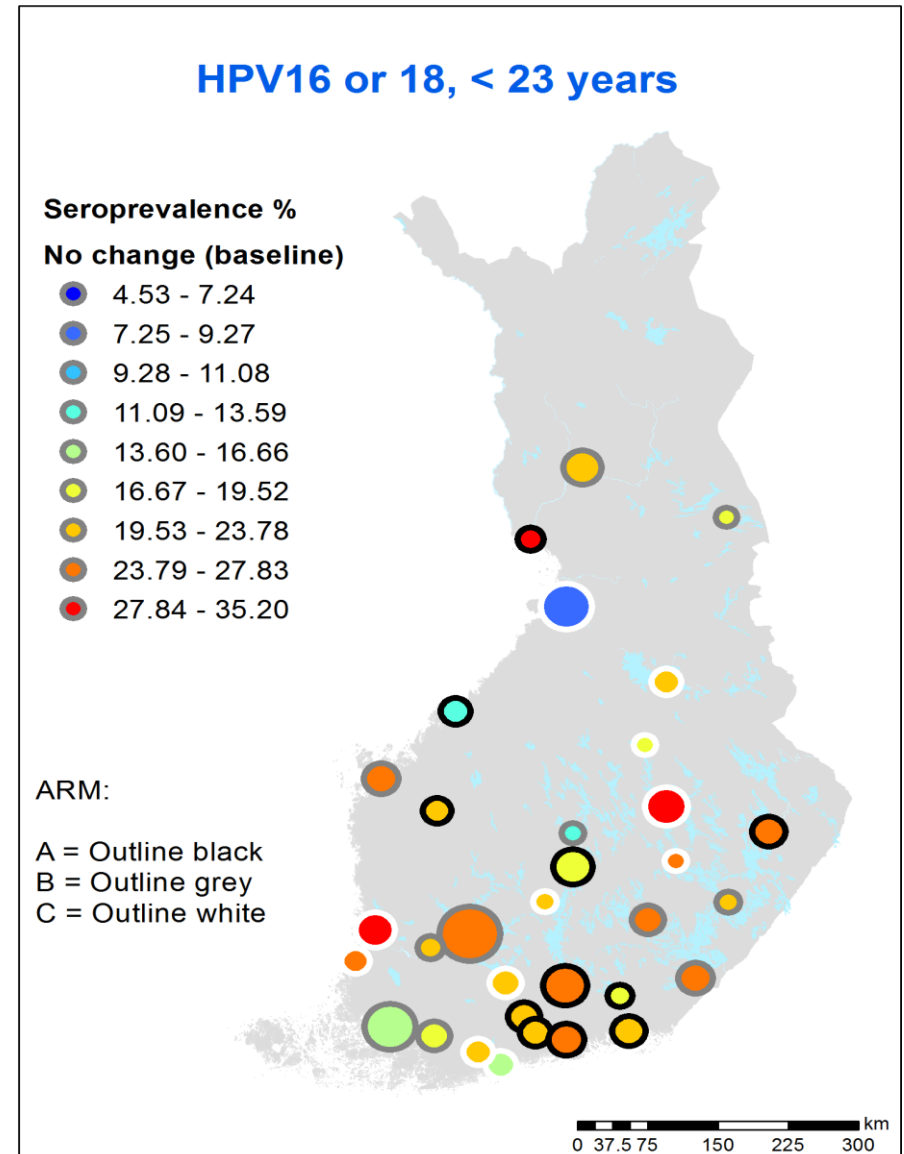 HPV16 or 18, < 23 years
Seroprevalence %
No change (baseline)
4.53 - 7.24
7.25 - 9.27
9.28 - 11.08
11.09 - 13.59
13.60 - 16.66
16.67 - 19.52
19.53 - 23.78
23.79 - 27.83
27.84 - 35.20
ARM:
A = Outline black
B = Outline grey
C = Outline white
km
0 37.5 75 150 225 300